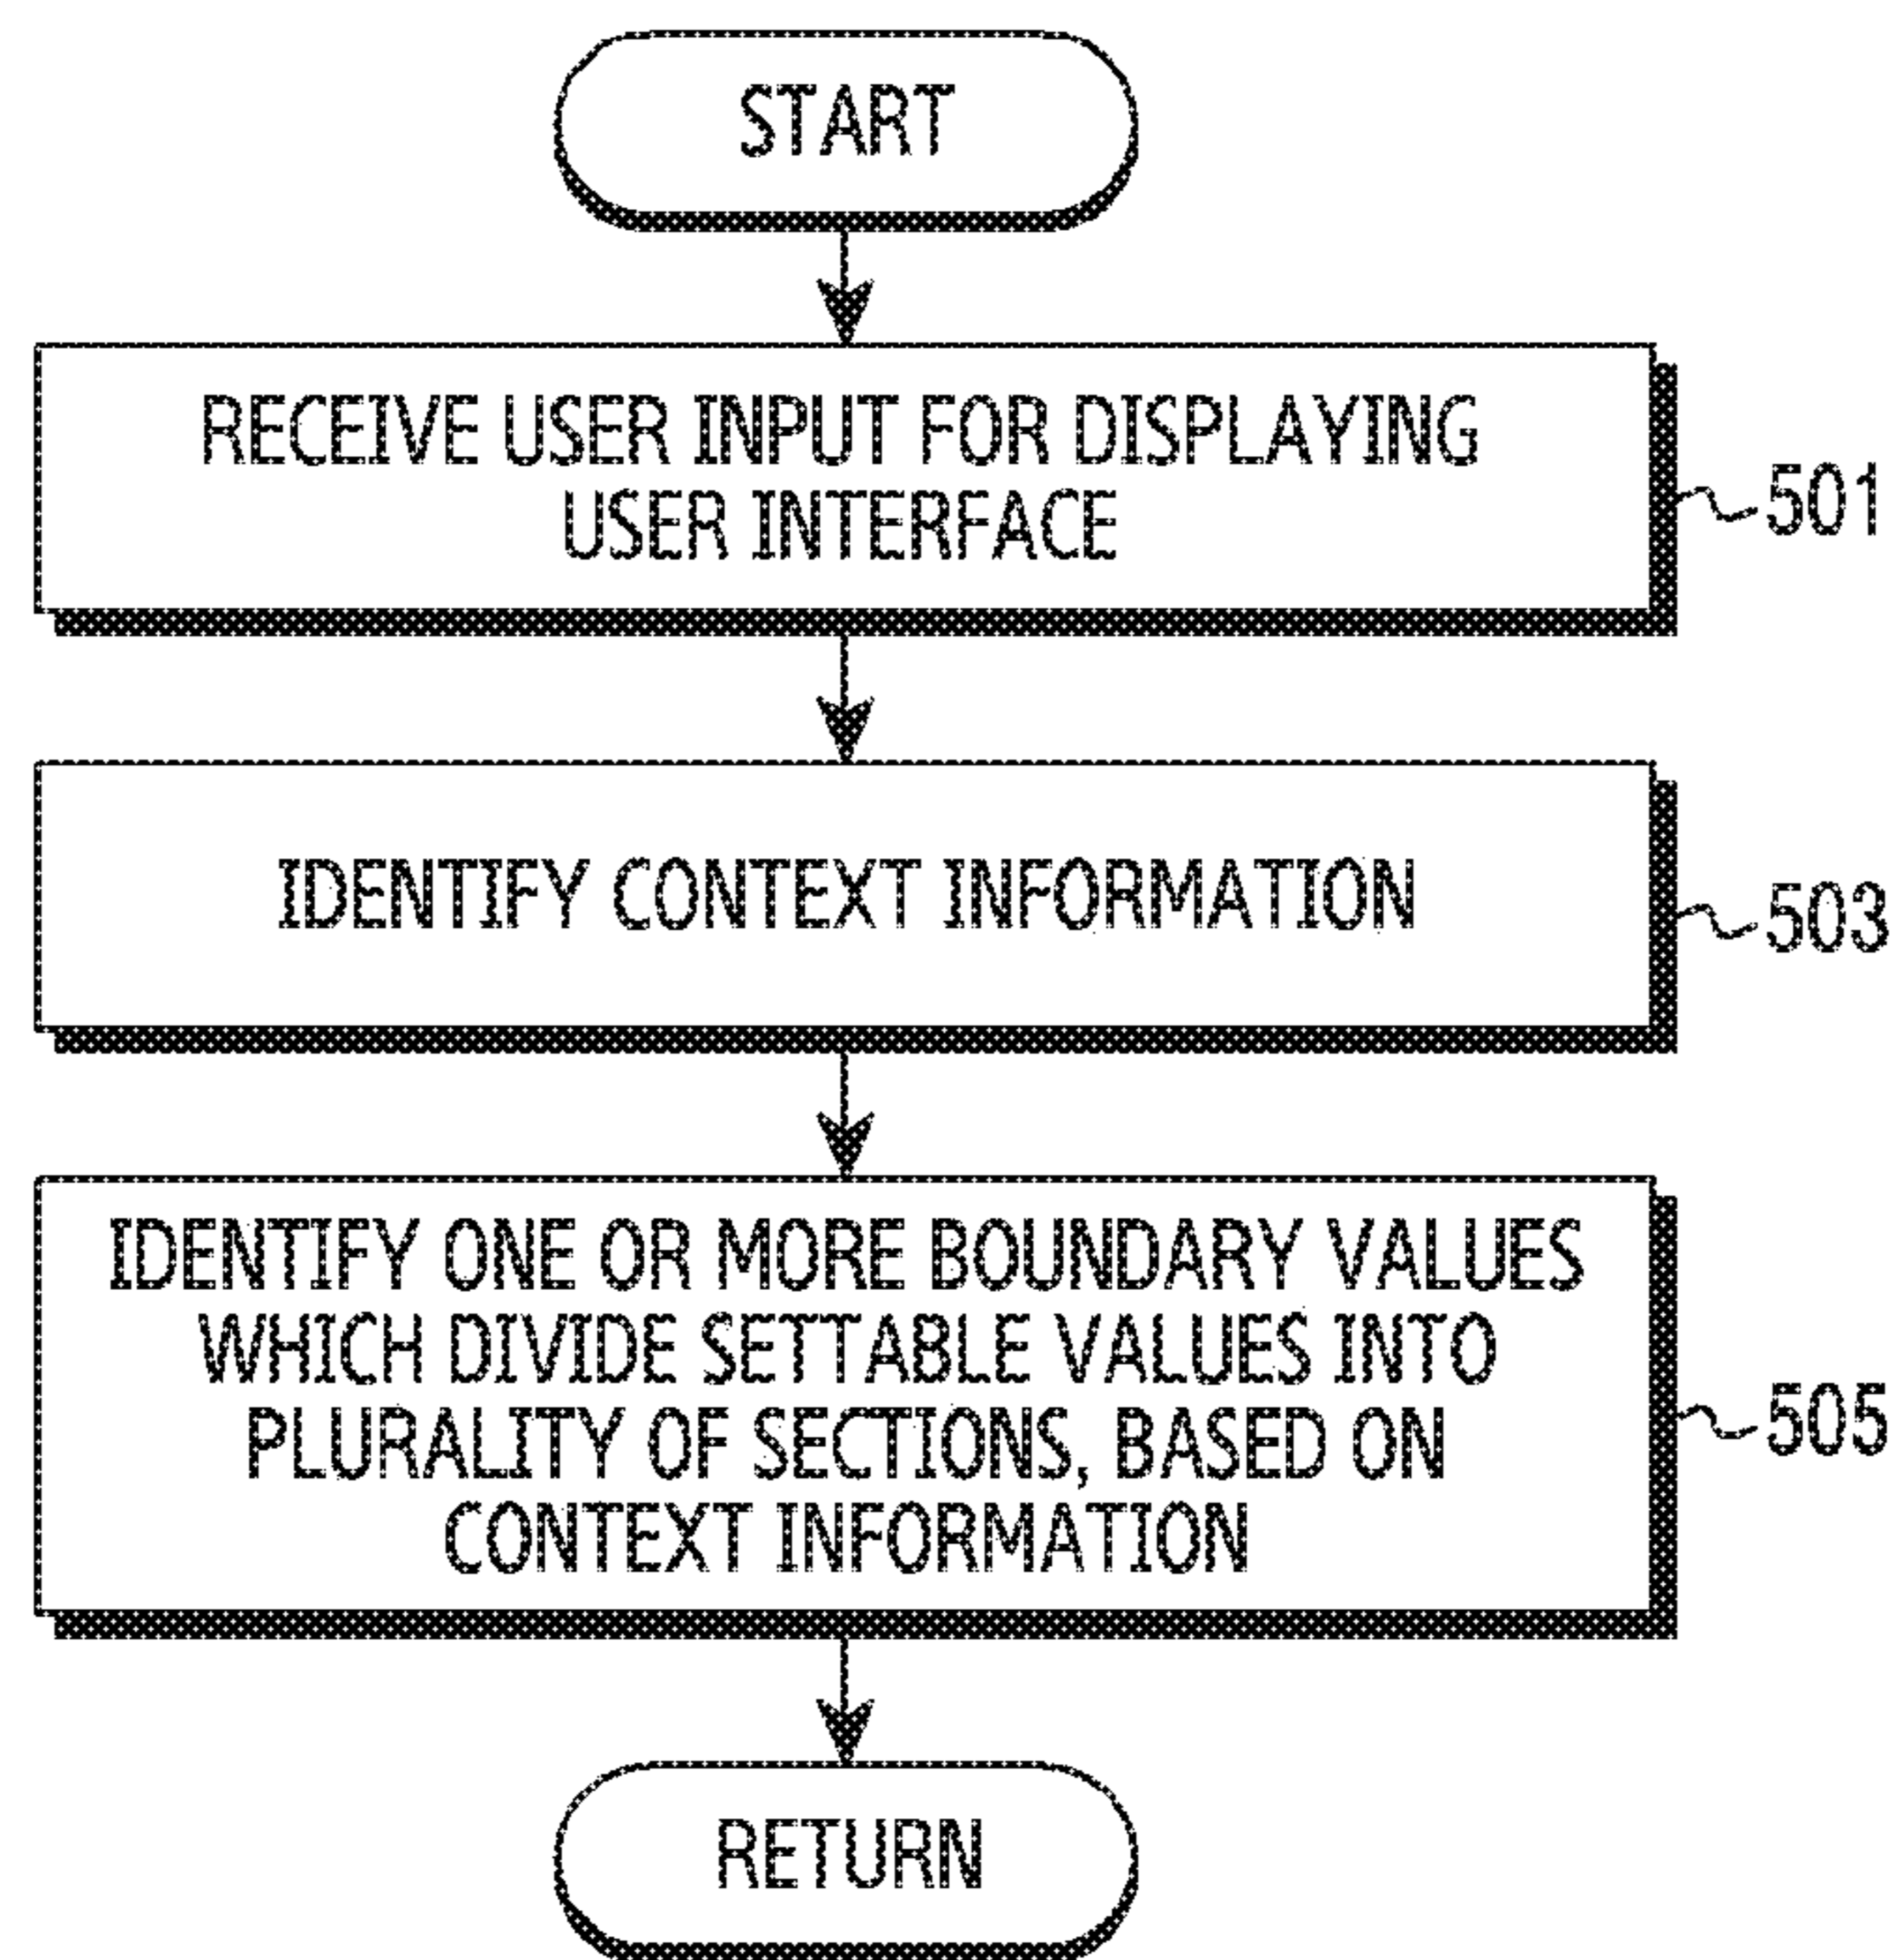 START
RECEIVE USER INPUT FOR DISPLAYING
USER INTERFACE
501
IDENTIFY CONTEXT INFORMATION
503
IDENTIFY ONE OR MORE BOUNDARY VALUES
WHICH DIVIDE SETTABLE VALUES INTO
PLURALITY OF SECTIONS, BASED ON
CONTEXT INFORMATION
505
RETURN